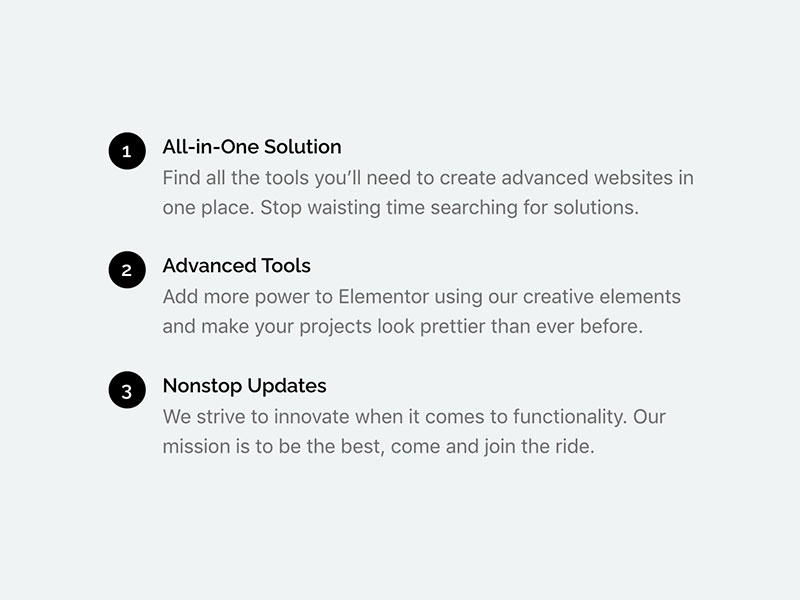 1
All-in-One Solution
Find all the tools you’ll need to create advanced websites in
one place. Stop waisting time searching for solutions.
2
Advanced Tools
Add more power to Elementor using our creative elements
and make your projects look prettier than ever before.
3
Nonstop Updates
We strive to innovate when it comes to functionality. Our
mission is to be the best, come and join the ride.